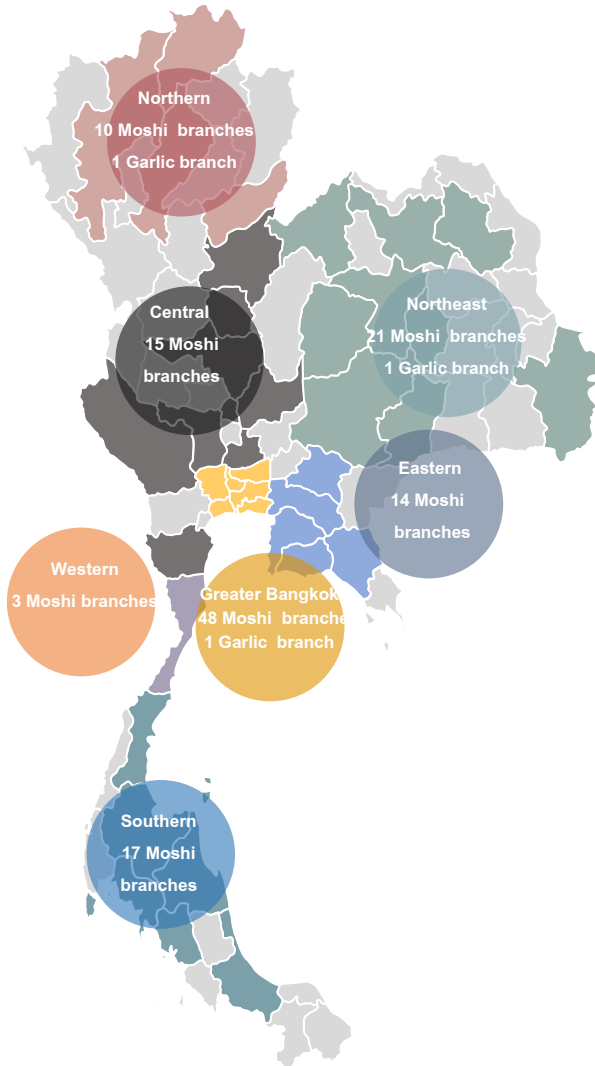 Northern
10 Moshi branches
1 Garlic branch
Central
15 Moshi
branches
Northeast
21 Moshi branches
1 Garlic branch
Eastern
14 Moshi
branches
Western
3 Moshi branches
Greater Bangkok
48 Moshi branche
1 Garlic branch
Southern
17 Moshi
branches